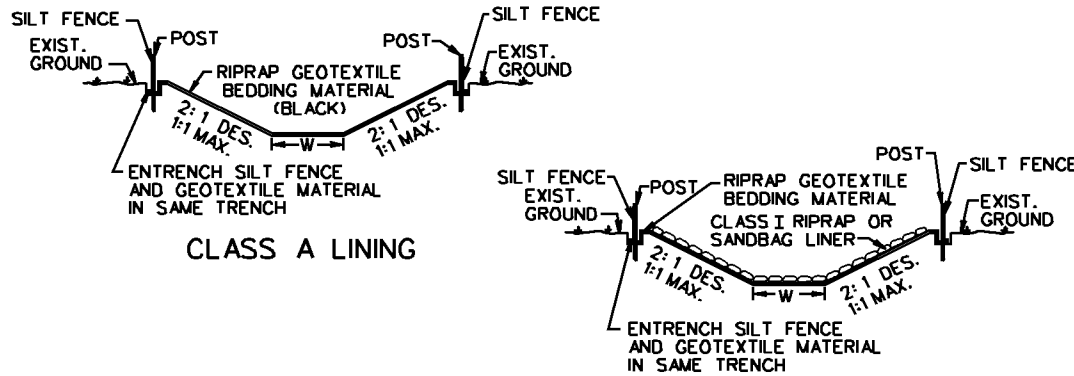 SILT FENCE
POST
EXIST.
GROUND
RIPRAP GEOTEXTILE
BEDDING MATERIAL
(BLACK)
POST
SILT FENCE
EXIST.
GROUND
2:1 DES.
1:1 MAX.
W
2:1 DES.
1:1 MAX.
ENTRENCH SILT FENCE
AND GEOTEXTILE MATERIAL
IN SAME TRENCH
CLASS A LINING
SILT FENCE
POST
EXIST.
GROUND
RIPRAP GEOTEXTILE
BEDDING MATERIAL
CLASS I RIPRAP OR
SANDBAG LINER
POST
SILT FENCE
EXIST.
GROUND
2:1 DES.
1:1 MAX.
W
2:1 DES.
1:1 MAX.
ENTRENCH SILT FENCE
AND GEOTEXTILE MATERIAL
IN SAME TRENCH